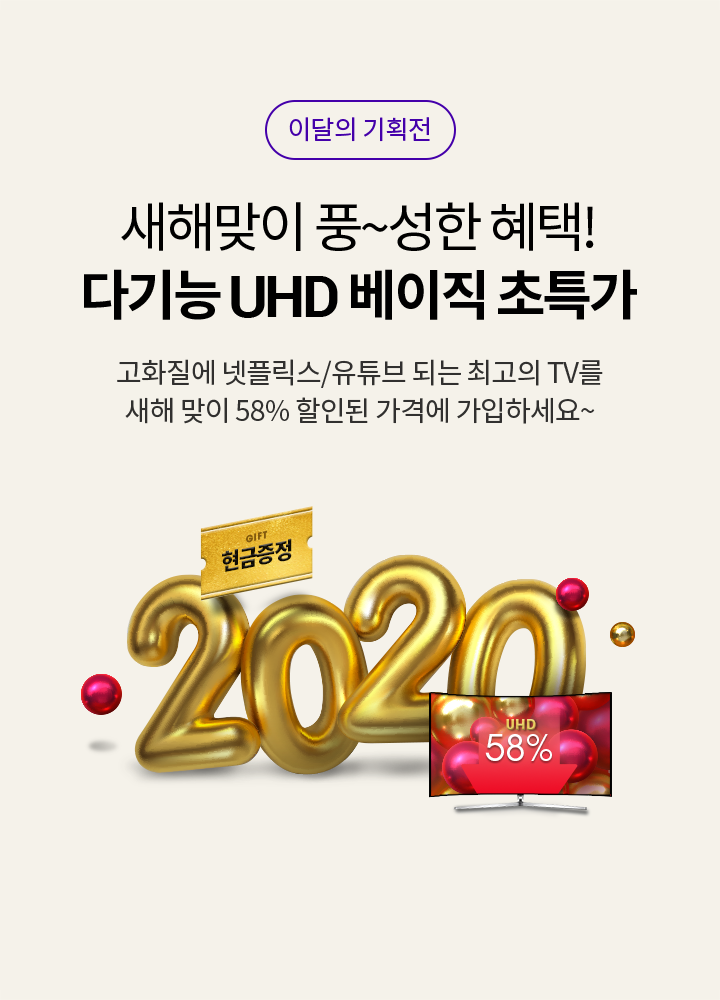 이달의 기획전
새해맞이 풍~성한 혜택!
다기능 UHD 베이직 초특가
고화질에 넷플릭스/유튜브 되는 최고의 TV를
새해 맞이 58% 할인된 가격에 가입하세요~
GIFT
현금증정
2020
UHD
58%